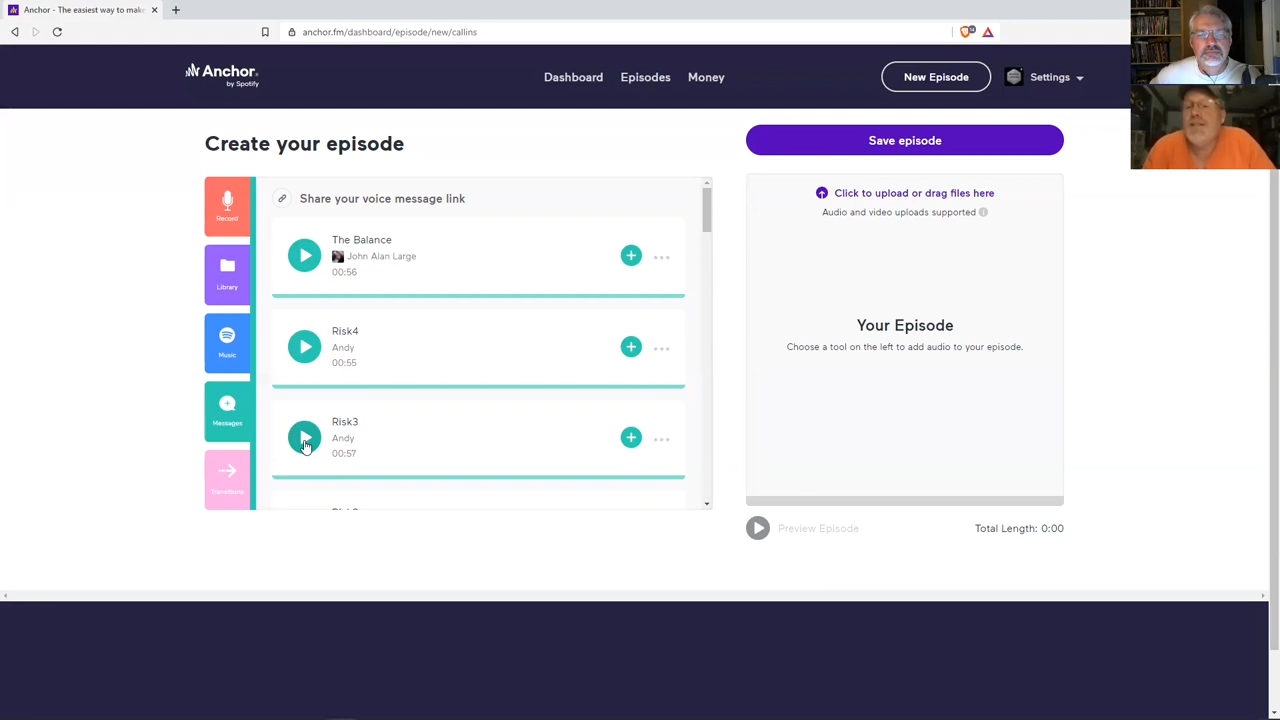 Anchor - The easiest way to mak
anchor.fm/dashboard/episode/new/callins
Anchor
by Spotify
Dashboard
Episodes
Money
New Episode
Settings
Create your episode
Save episode
Record
Library
Music
Messages
Transitions
Share your voice message link
The Balance
John Alan Large
00:56
Risk4
Andy
00:55
Risk3
Andy
00:57
Click to upload or drag files here
Audio and video uploads supported
Your Episode
Choose a tool on the left to add audio to your episode.
Preview Episode
Total Length: 0:00